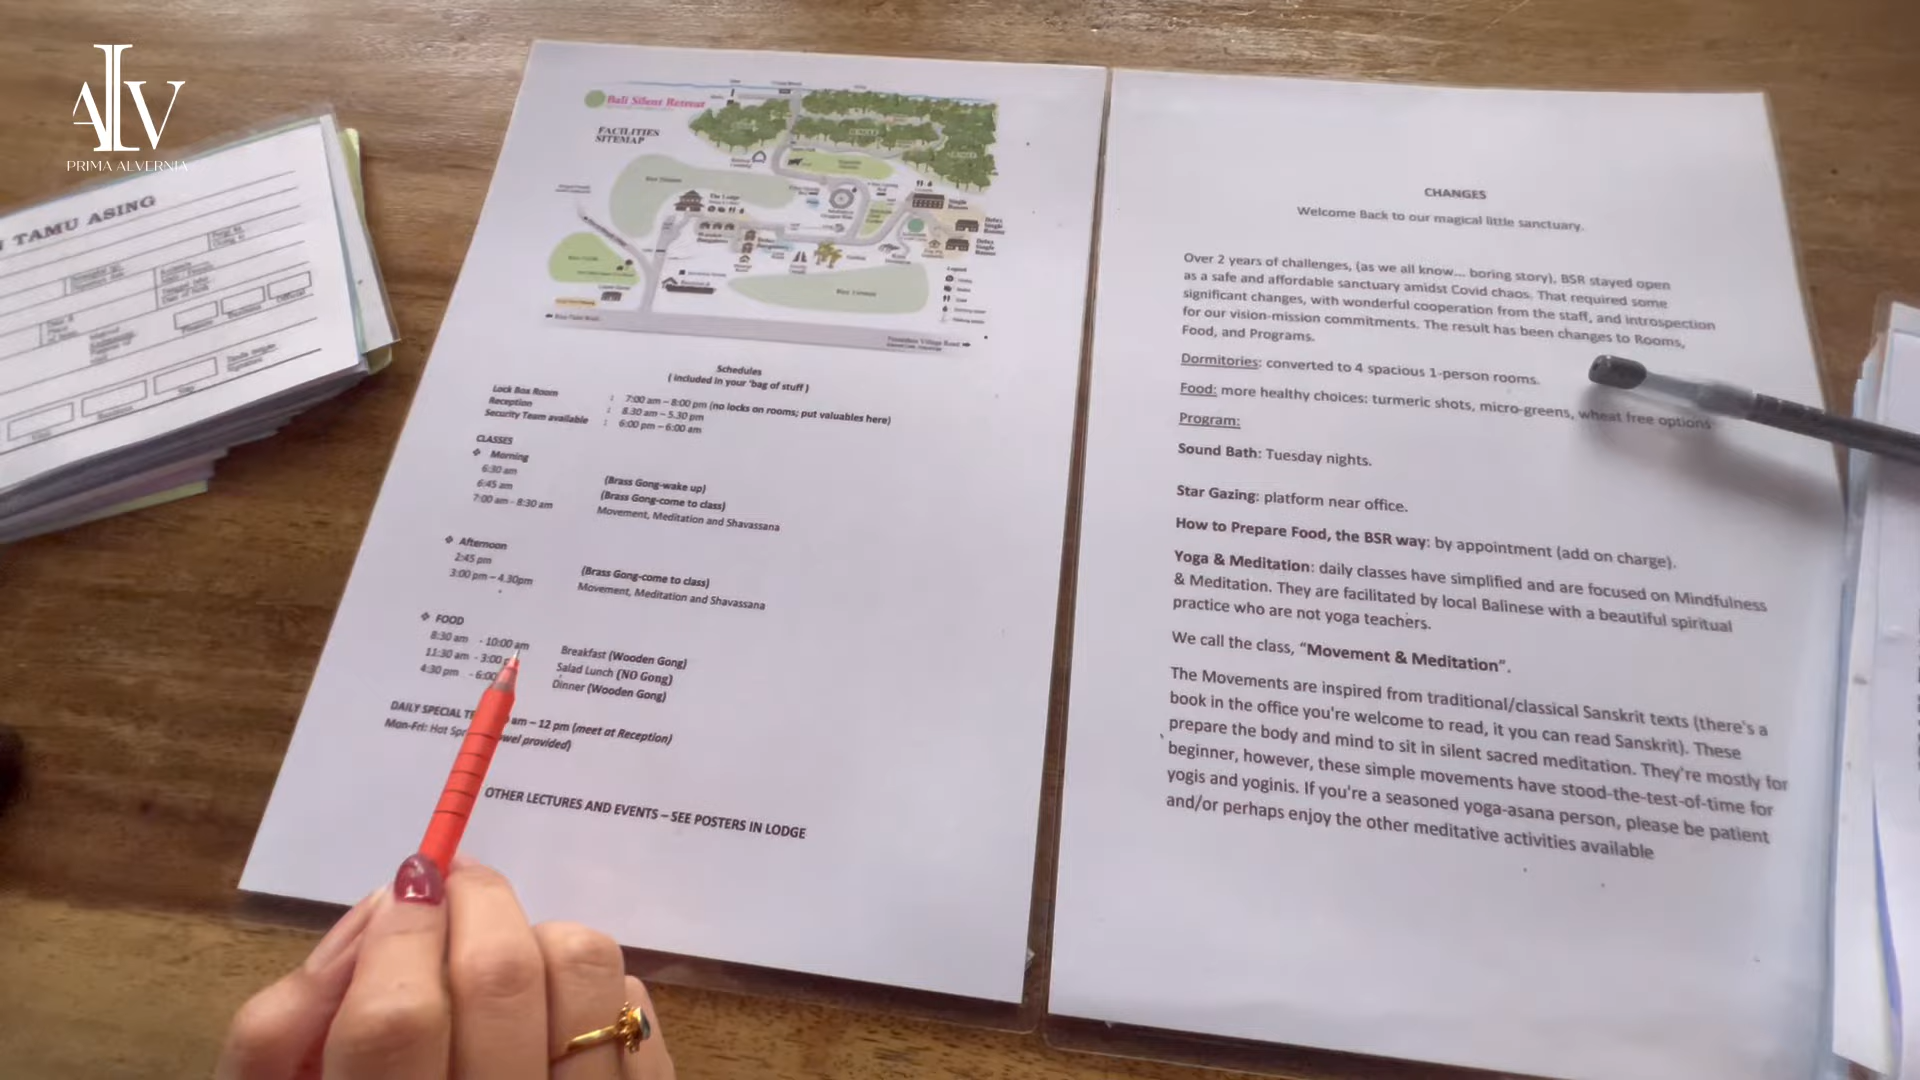 ALV
PRIMA ALVERNIA
TAMU ASING
Bali Silent Retreat
FACILITIES
SITEMAP
The Lodge
Schedules
( included in your 'bag of stuff )
Lock Box Room : 7:00 am – 8:00 pm (no locks on rooms; put valuables here)
Reception : 8.30 am – 5.30 pm
Security Team available : 6:00 pm – 6:00 am
CLASSES
❖ Morning
6:30 am (Brass Gong-wake up)
6:45 am (Brass Gong-come to class)
7:00 am - 8:30 am Movement, Meditation and Shavassana
❖ Afternoon
2:45 pm (Brass Gong-come to class)
3:00 pm – 4.30pm Movement, Meditation and Shavassana
❖ FOOD
8:30 am - 10:00 am Breakfast (Wooden Gong)
11:30 am - 3:00 Salad Lunch (NO Gong)
4:30 pm - 6:00 Dinner (Wooden Gong)
DAILY SPECIAL am – 12 pm (meet at Reception)
Mon-Fri: Hot provided)
OTHER LECTURES AND EVENTS – SEE POSTERS IN LODGE
CHANGES
Welcome Back to our magical little sanctuary.
Over 2 years of challenges, (as we all know... boring story), BSR stayed open
as a safe and affordable sanctuary amidst Covid chaos. That required some
significant changes, with wonderful cooperation from the staff, and introspection
for our vision-mission commitments. The result has been changes to Rooms,
Food, and Programs.
Dormitories: converted to 4 spacious 1-person rooms.
Food: more healthy choices: turmeric shots, micro-greens, wheat free options
Program:
Sound Bath: Tuesday nights.
Star Gazing: platform near office.
How to Prepare Food, the BSR way: by appointment (add on charge).
Yoga & Meditation: daily classes have simplified and are focused on Mindfulness
& Meditation. They are facilitated by local Balinese with a beautiful spiritual
practice who are not yoga teachers.
We call the class, "Movement & Meditation".
The Movements are inspired from traditional/classical Sanskrit texts (there's a
book in the office you're welcome to read, it you can read Sanskrit). These
prepare the body and mind to sit in silent sacred meditation. They're mostly for
beginner, however, these simple movements have stood-the-test-of-time for
yogis and yoginis. If you're a seasoned yoga-asana person, please be patient
and/or perhaps enjoy the other meditative activities available